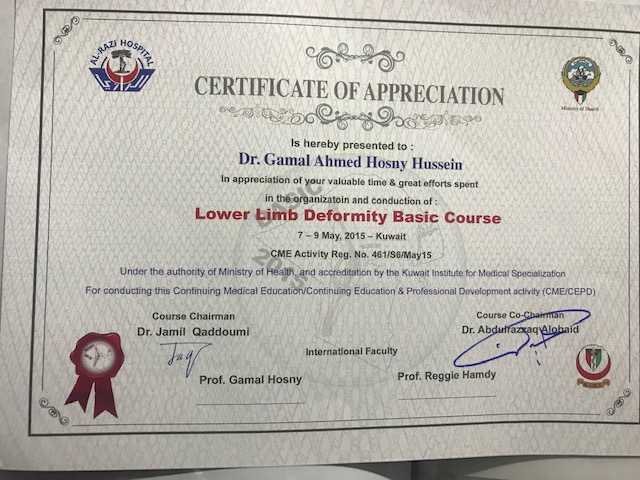 AL-RAZI HOSPITAL
Ministry of Health
CERTIFICATE OF APPRECIATION
Is hereby presented to :
Dr. Gamal Ahmed Hosny Hussein
In appreciation of your valuable time & great efforts spent
in the organizatoin and conduction of :
Lower Limb Deformity Basic Course
7 – 9 May, 2015 – Kuwait
CME Activity Reg. No. 461/S6/May15
Under the authority of Ministry of Health, and accreditation by the Kuwait Institute for Medical Specialization
For conducting this Continuing Medical Education/Continuing Education & Professional Development activity (CME/CEPD)
Course Chairman
Dr. Jamil Qaddoumi
Course Co-Chairman
Dr. Abdulrazzaq Alobaid
International Faculty
Prof. Gamal Hosny
Prof. Reggie Hamdy
BASIC
2015